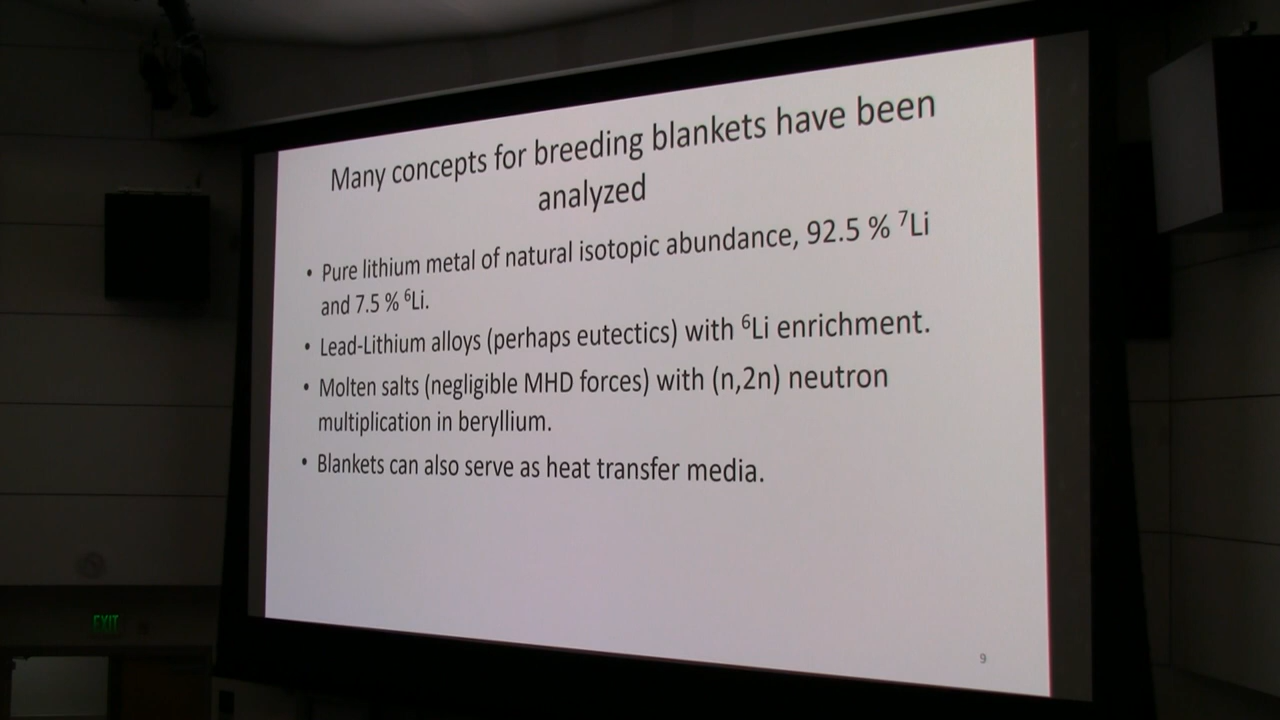 Many concepts for breeding blankets have been
analyzed
• Pure lithium metal of natural isotopic abundance, 92.5 % ⁷Li
and 7.5 % ⁶Li.
• Lead-Lithium alloys (perhaps eutectics) with ⁶Li enrichment.
• Molten salts (negligible MHD forces) with (n,2n) neutron
multiplication in beryllium.
• Blankets can also serve as heat transfer media.
9
EXIT